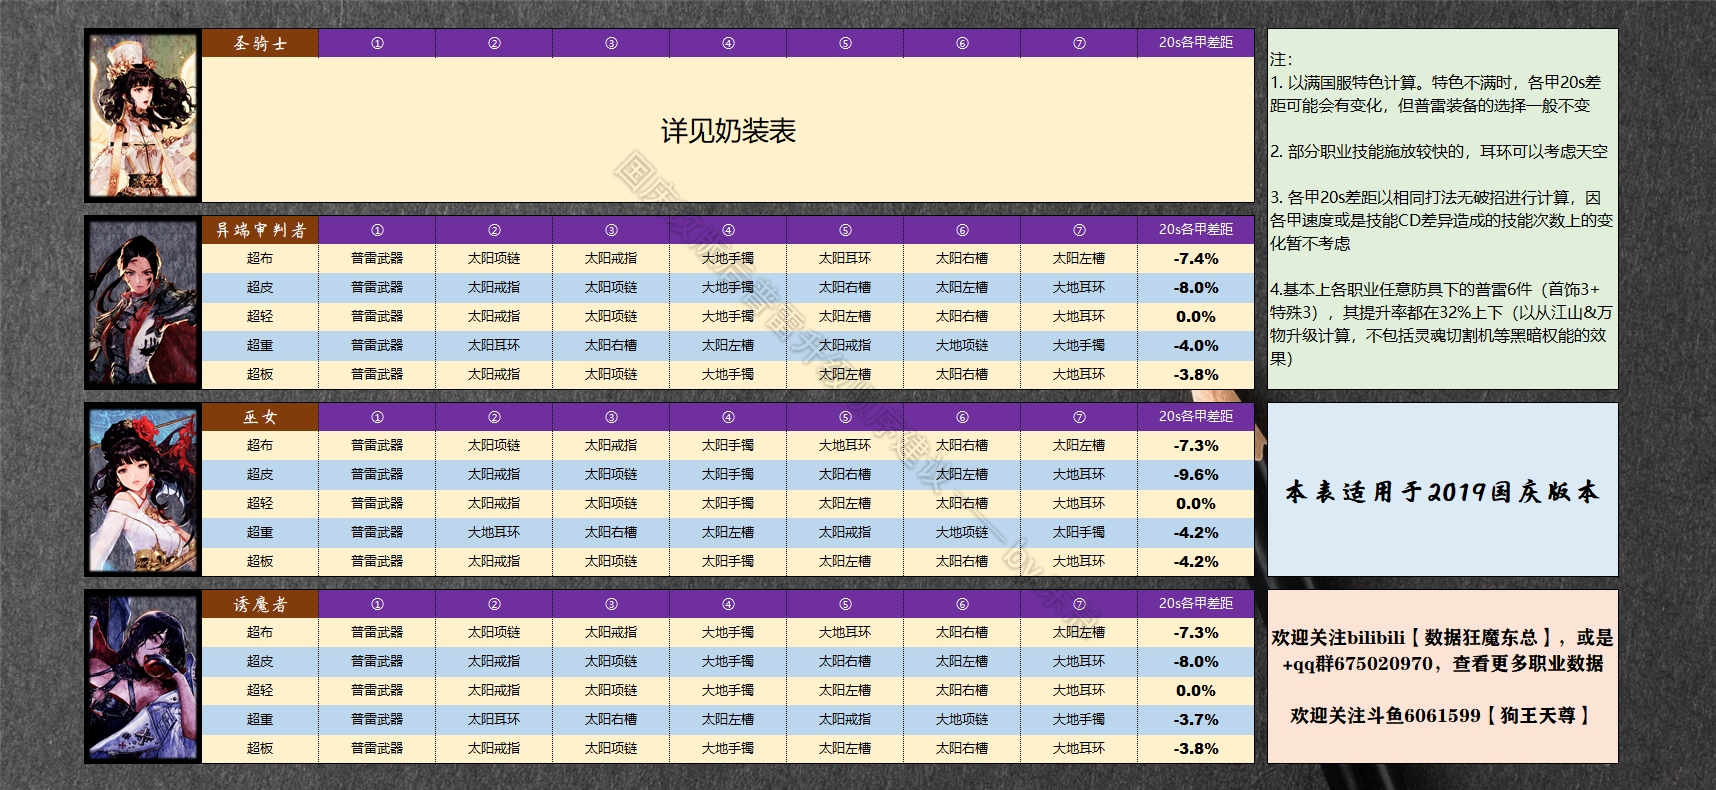 圣骑士 ① ② ③ ④ ⑤ ⑥ ⑦ 20s各甲差距
详见奶装表
异端审判者 ① ② ③ ④ ⑤ ⑥ ⑦ 20s各甲差距
超布 普雷武器 太阳项链 太阳戒指 大地手镯 太阳耳环 太阳右槽 太阳左槽 -7.4%
超皮 普雷武器 太阳戒指 太阳项链 大地手镯 太阳右槽 太阳左槽 大地耳环 -8.0%
超轻 普雷武器 太阳戒指 太阳项链 大地手镯 太阳左槽 太阳右槽 大地耳环 0.0%
超重 普雷武器 太阳耳环 太阳右槽 太阳左槽 太阳戒指 大地项链 大地手镯 -4.0%
超板 普雷武器 太阳戒指 太阳项链 大地手镯 太阳左槽 太阳右槽 大地耳环 -3.8%
巫女 ① ② ③ ④ ⑤ ⑥ ⑦ 20s各甲差距
超布 普雷武器 太阳项链 太阳戒指 太阳手镯 大地耳环 太阳右槽 太阳左槽 -7.3%
超皮 普雷武器 太阳戒指 太阳项链 太阳手镯 太阳右槽 太阳左槽 大地耳环 -9.6%
超轻 普雷武器 太阳戒指 太阳项链 太阳手镯 太阳左槽 太阳右槽 大地耳环 0.0%
超重 普雷武器 大地耳环 太阳右槽 太阳左槽 太阳戒指 大地项链 太阳手镯 -4.2%
超板 普雷武器 太阳戒指 太阳项链 太阳手镯 太阳左槽 太阳右槽 大地耳环 -4.2%
诱魔者 ① ② ③ ④ ⑤ ⑥ ⑦ 20s各甲差距
超布 普雷武器 太阳项链 太阳戒指 大地手镯 大地耳环 太阳右槽 太阳左槽 -7.3%
超皮 普雷武器 太阳戒指 太阳项链 大地手镯 太阳右槽 太阳左槽 大地耳环 -8.0%
超轻 普雷武器 太阳戒指 太阳项链 大地手镯 太阳左槽 太阳右槽 大地耳环 0.0%
超重 普雷武器 太阳耳环 太阳右槽 太阳左槽 太阳戒指 大地项链 大地手镯 -3.7%
超板 普雷武器 太阳戒指 太阳项链 大地手镯 太阳左槽 太阳右槽 大地耳环 -3.8%
注：
1. 以满国服特色计算。特色不满时，各甲20s差
距可能会有变化，但普雷装备的选择一般不变
2. 部分职业技能施放较快的，耳环可以考虑天空
3. 各甲20s差距以相同打法无破招进行计算，因
各甲速度或是技能CD差异造成的技能次数上的变
化暂不考虑
4.基本上各职业任意防具下的普雷6件（首饰3+
特殊3），其提升率都在32%上下（以从江山&万
物升级计算，不包括灵魂切割机等黑暗权能的效
果）
本表适用于2019国庆版本
欢迎关注bilibili【数据狂魔东总】，或是
+qq群675020970，查看更多职业数据
欢迎关注斗鱼6061599【狗王天尊】
国庆改版后普雷升级顺序建议——by 东总